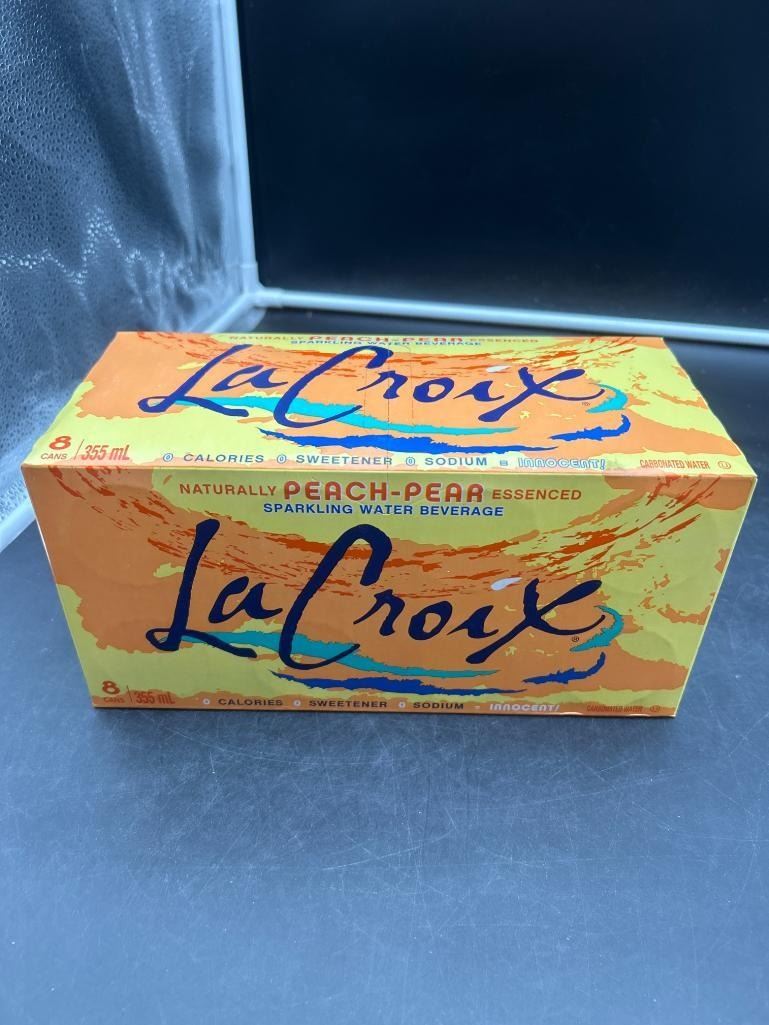 NATURALLY PEACH-PEAR ESSENCED
SPARKLING WATER BEVERAGE
LaCroix®
8 CANS | 355 mL
0 CALORIES 0 SWEETENER 0 SODIUM = INNOCENT!
CARBONATED WATER
NATURALLY PEACH-PEAR ESSENCED
SPARKLING WATER BEVERAGE
LaCroix®
8 CANS | 355 mL
0 CALORIES 0 SWEETENER 0 SODIUM = INNOCENT!
CARBONATED WATER